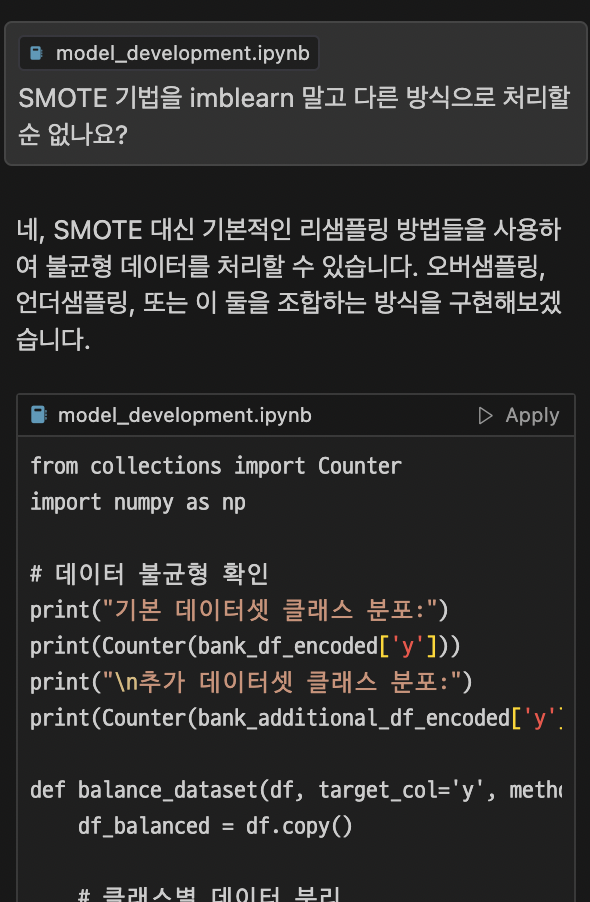 model_development.ipynb
SMOTE 기법을 imblearn 말고 다른 방식으로 처리할
순 없나요?
네, SMOTE 대신 기본적인 리샘플링 방법들을 사용하
여 불균형 데이터를 처리할 수 있습니다. 오버샘플링,
언더샘플링, 또는 이 둘을 조합하는 방식을 구현해보겠
습니다.
model_development.ipynb Apply
from collections import Counter
import numpy as np
# 데이터 불균형 확인
print("기본 데이터셋 클래스 분포:")
print(Counter(bank_df_encoded['y']))
print("\n추가 데이터셋 클래스 분포:")
print(Counter(bank_additional_df_encoded['y']
def balance_dataset(df, target_col='y', metho
df_balanced = df.copy()
# 클래스별 데이터 분리